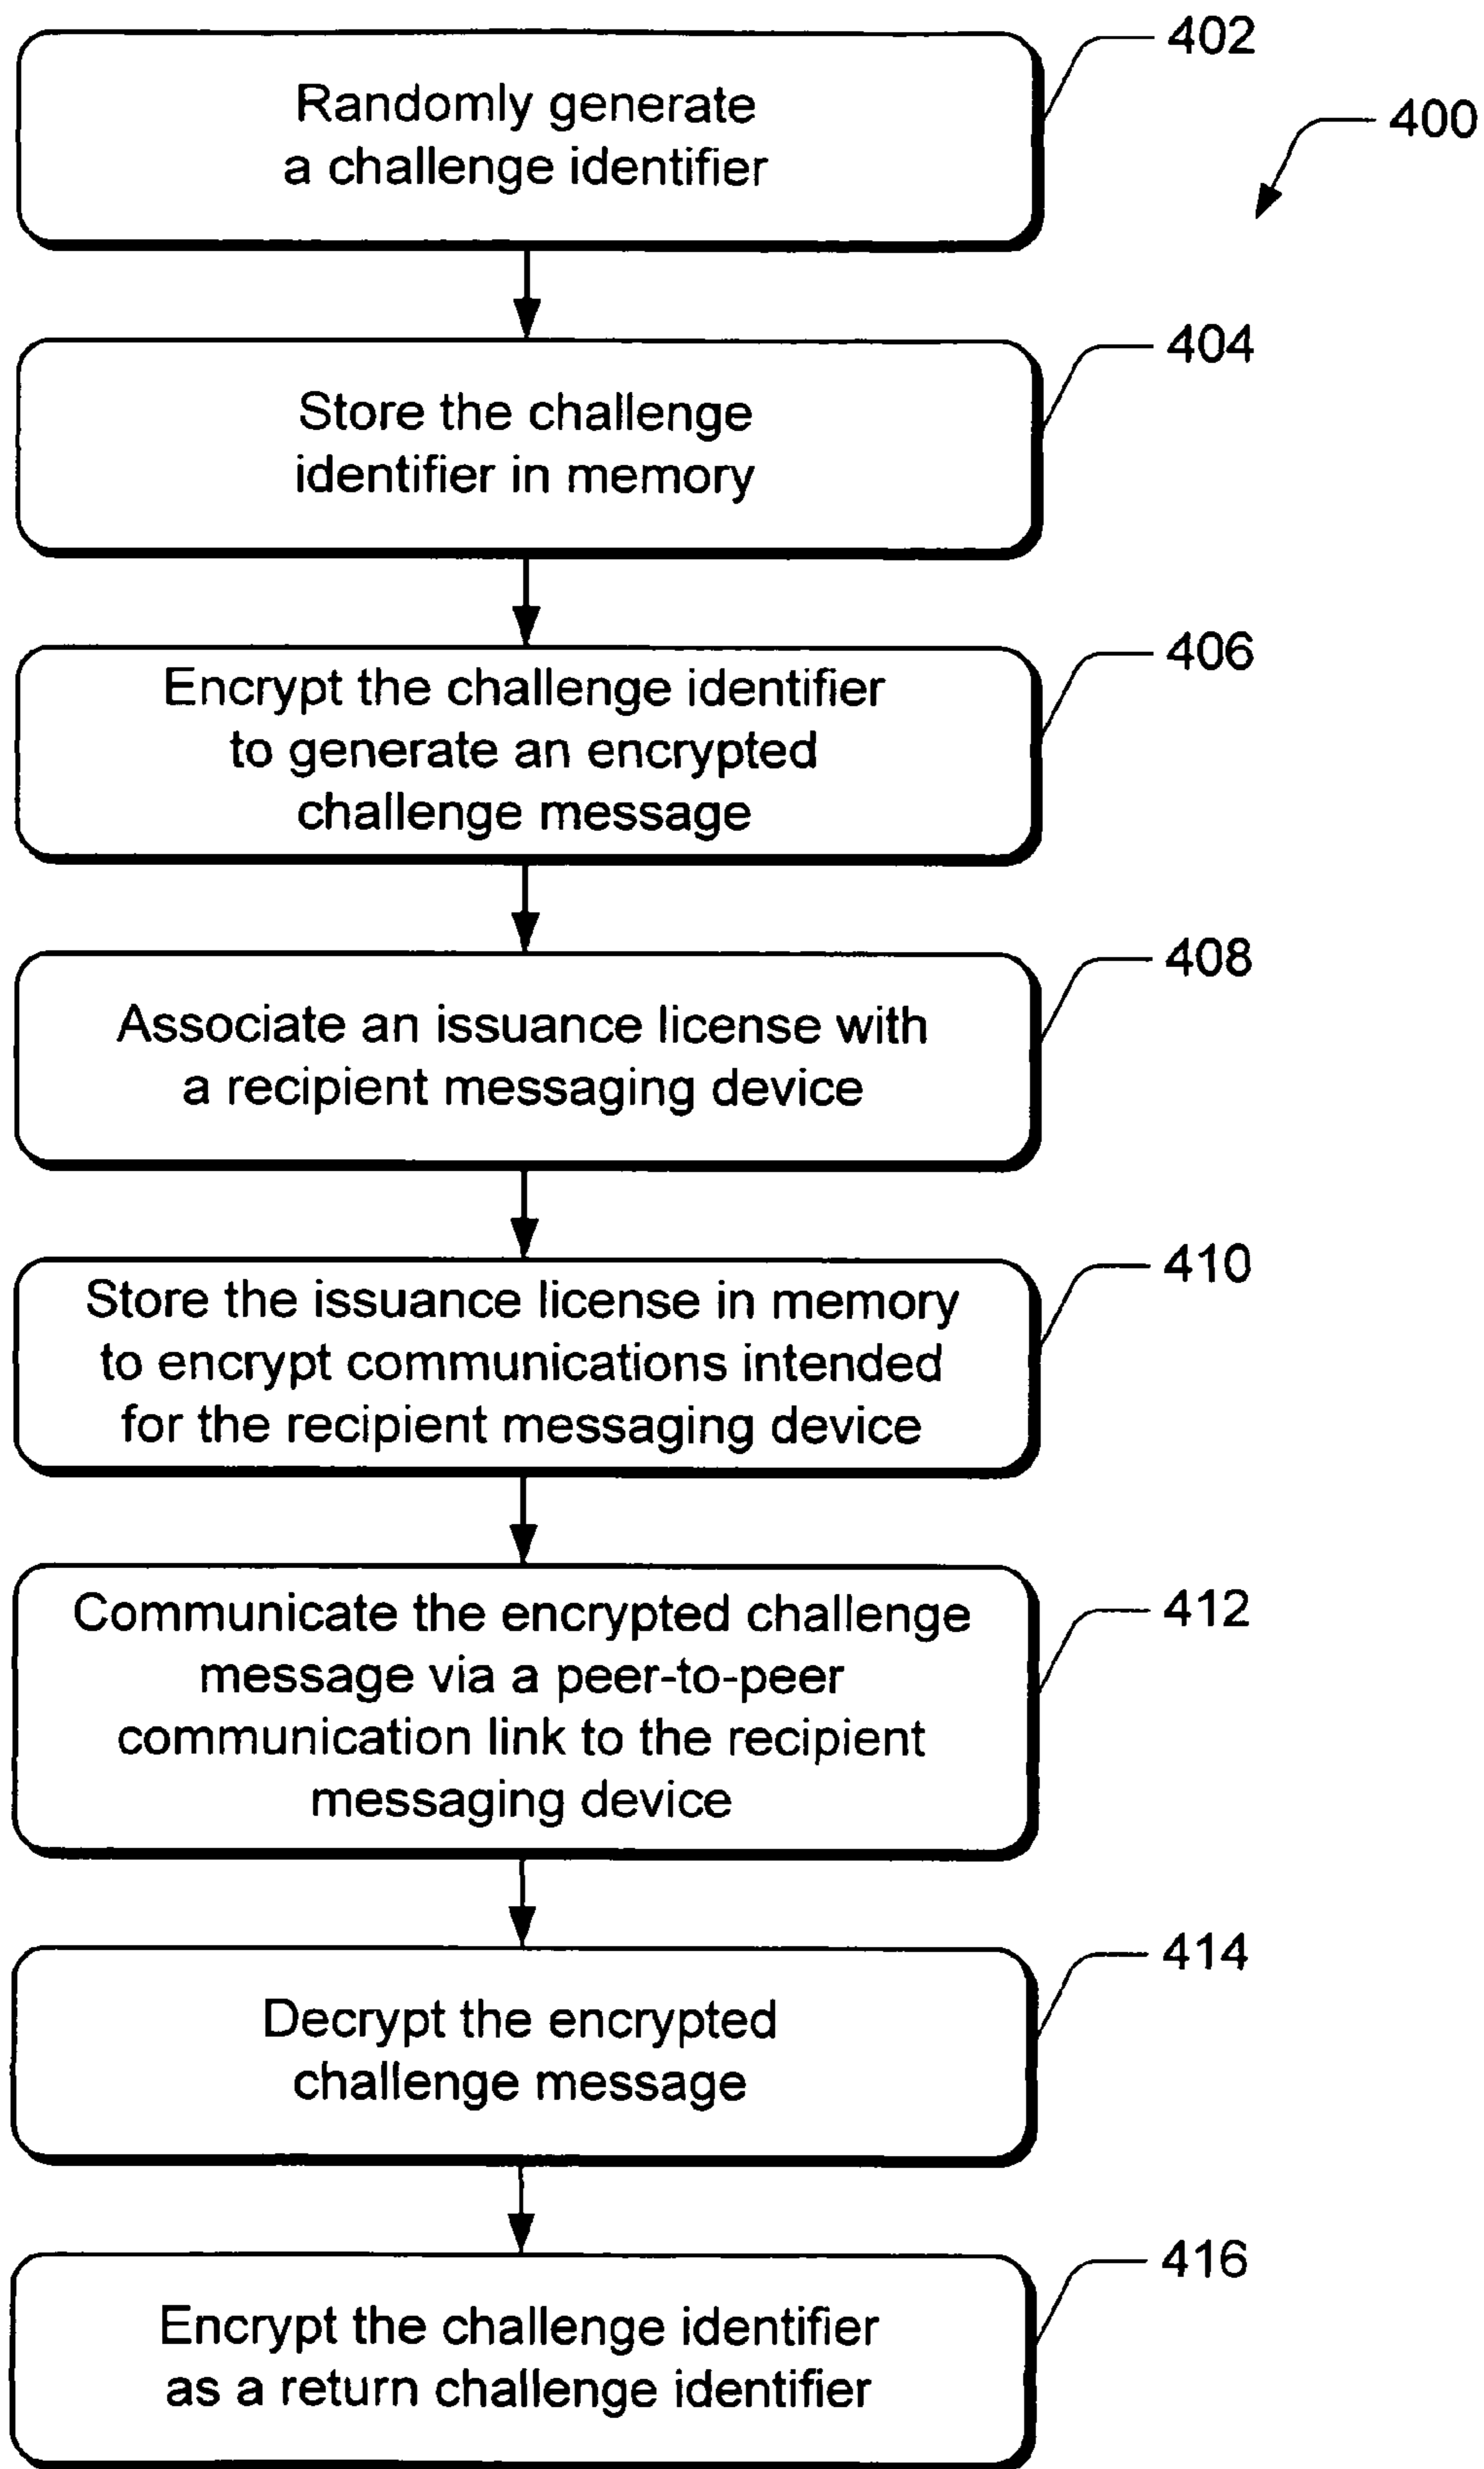 402
Randomly generate
a challenge identifier
400
404
Store the challenge
identifier in memory
406
Encrypt the challenge identifier
to generate an encrypted
challenge message
408
Associate an issuance license with
a recipient messaging device
410
Store the issuance license in memory
to encrypt communications intended
for the recipient messaging device
412
Communicate the encrypted challenge
message via a peer-to-peer
communication link to the recipient
messaging device
414
Decrypt the encrypted
challenge message
416
Encrypt the challenge identifier
as a return challenge identifier